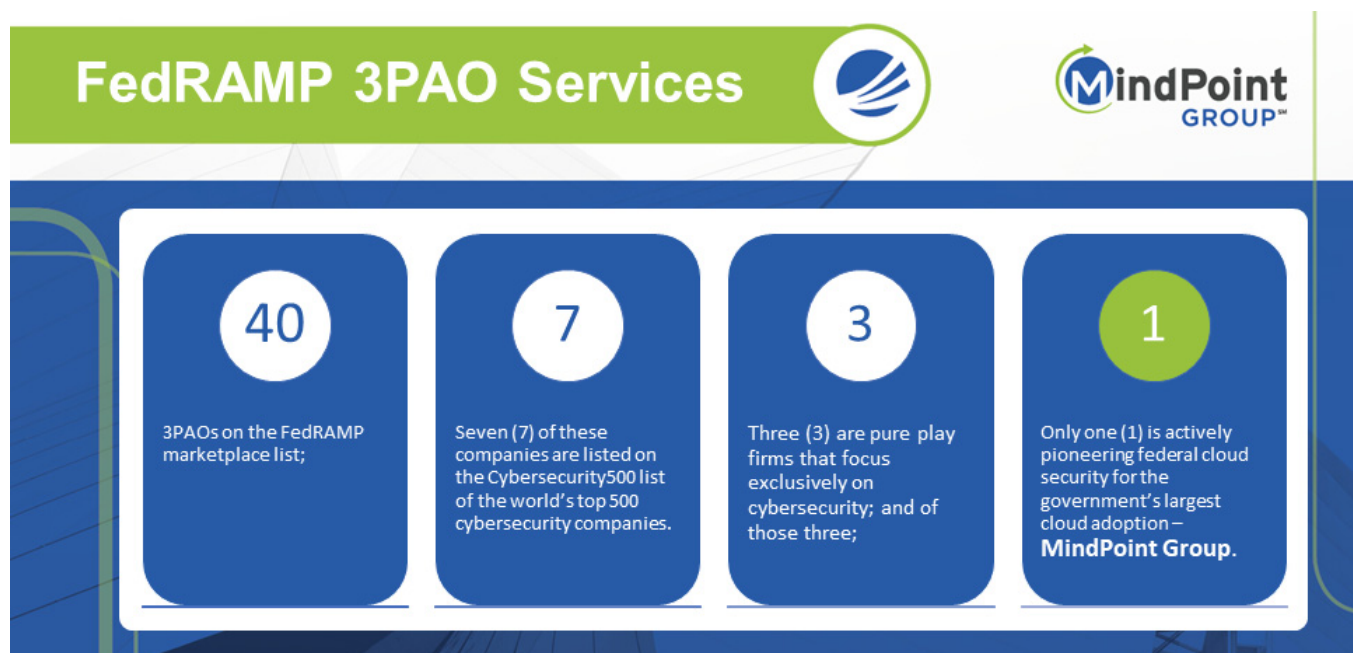 FedRAMP 3PAO Services
MindPoint
GROUP℠
40
3PAOs on the FedRAMP
marketplace list;
7
Seven (7) of these
companies are listed on
the Cybersecurity500 list
of the world’s top 500
cybersecurity companies.
3
Three (3) are pure play
firms that focus
exclusively on
cybersecurity; and of
those three;
1
Only one (1) is actively
pioneering federal cloud
security for the
government’s largest
cloud adoption –
MindPoint Group.